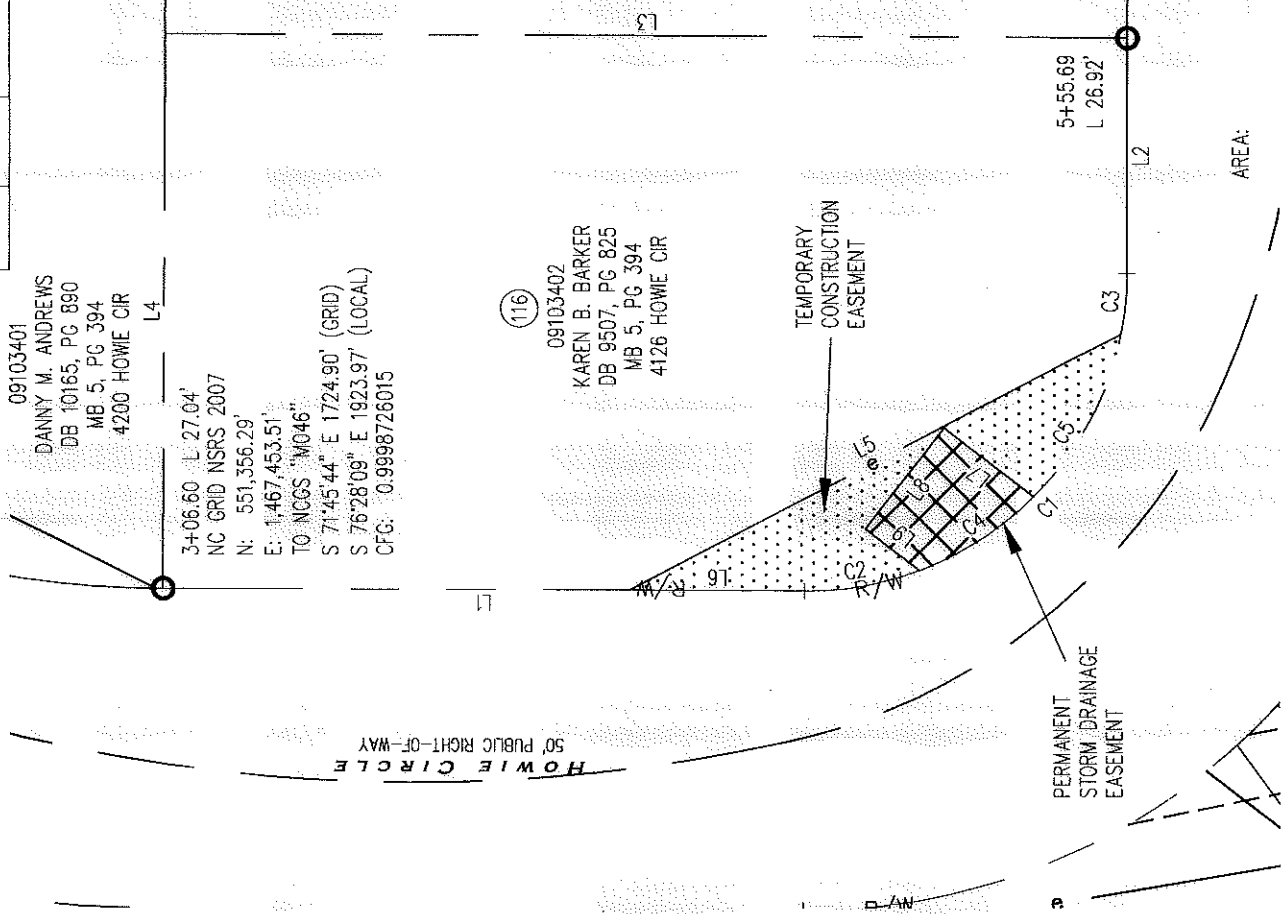 09103401
DANNY M. ANDREWS
DB 10165, PG 890
MB 5, PG 394
4200 HOWIE CIR
L4
L3
3+06.60 L 27.04'
NC GRID NSRS 2007
N: 551,356.29'
E: 1,467,453.51'
TO NCGS "M046"
S 71°45'44" E 1724.90' (GRID)
S 76°28'09" E 1923.97' (LOCAL)
CFG: 0.9998726015
116
09103402
KAREN B. BARKER
DB 9507, PG 825
MB 5, PG 394
4126 HOWIE CIR
TEMPORARY
CONSTRUCTION
EASEMENT
L1
R/W
L6
C2
R/W
L5
e
L8
L9
L7
C4
C1
C5
C3
L2
5+55.69
L 26.92'
AREA:
HOWIE CIRCLE
50' PUBLIC RIGHT-OF-WAY
PERMANENT
STORM DRAINAGE
EASEMENT
e